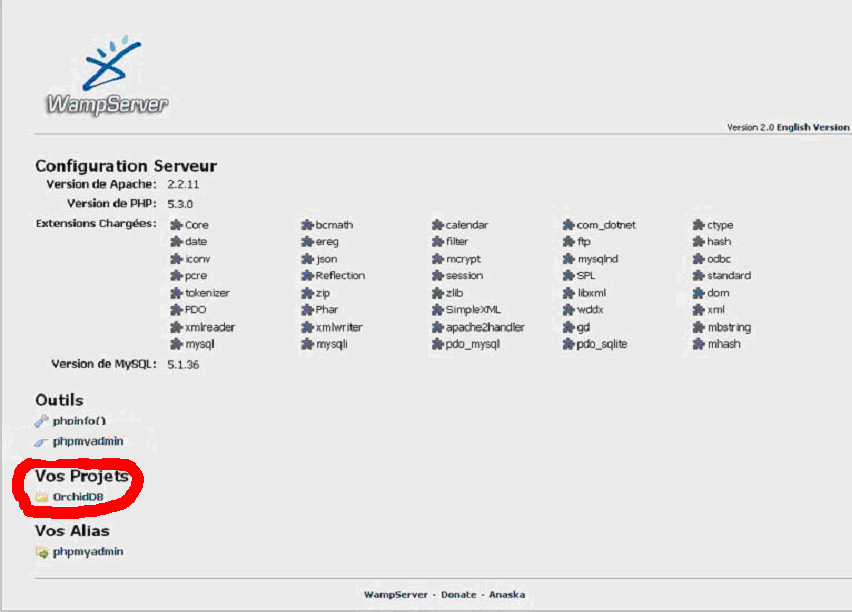 WampServer
Version 2.0 English Version
Configuration Serveur
Version de Apache: 2.2.11
Version de PHP: 5.3.0
Extensions Chargées: Core bcmath calendar com_dotnet ctype
date ereg filter ftp hash
iconv json mcrypt mysqlnd odbc
pcre Reflection session SPL standard
tokenizer zip zlib libxml dom
PDO Phar SimpleXML wddx xml
xmlreader xmlwriter apache2handler gd mbstring
mysql mysqli pdo_mysql pdo_sqlite mhash
Version de MySQL: 5.1.36
Outils
phpinfo()
phpmyadmin
Vos Projets
OrchidDB
Vos Alias
phpmyadmin
WampServer - Donate - Anaska